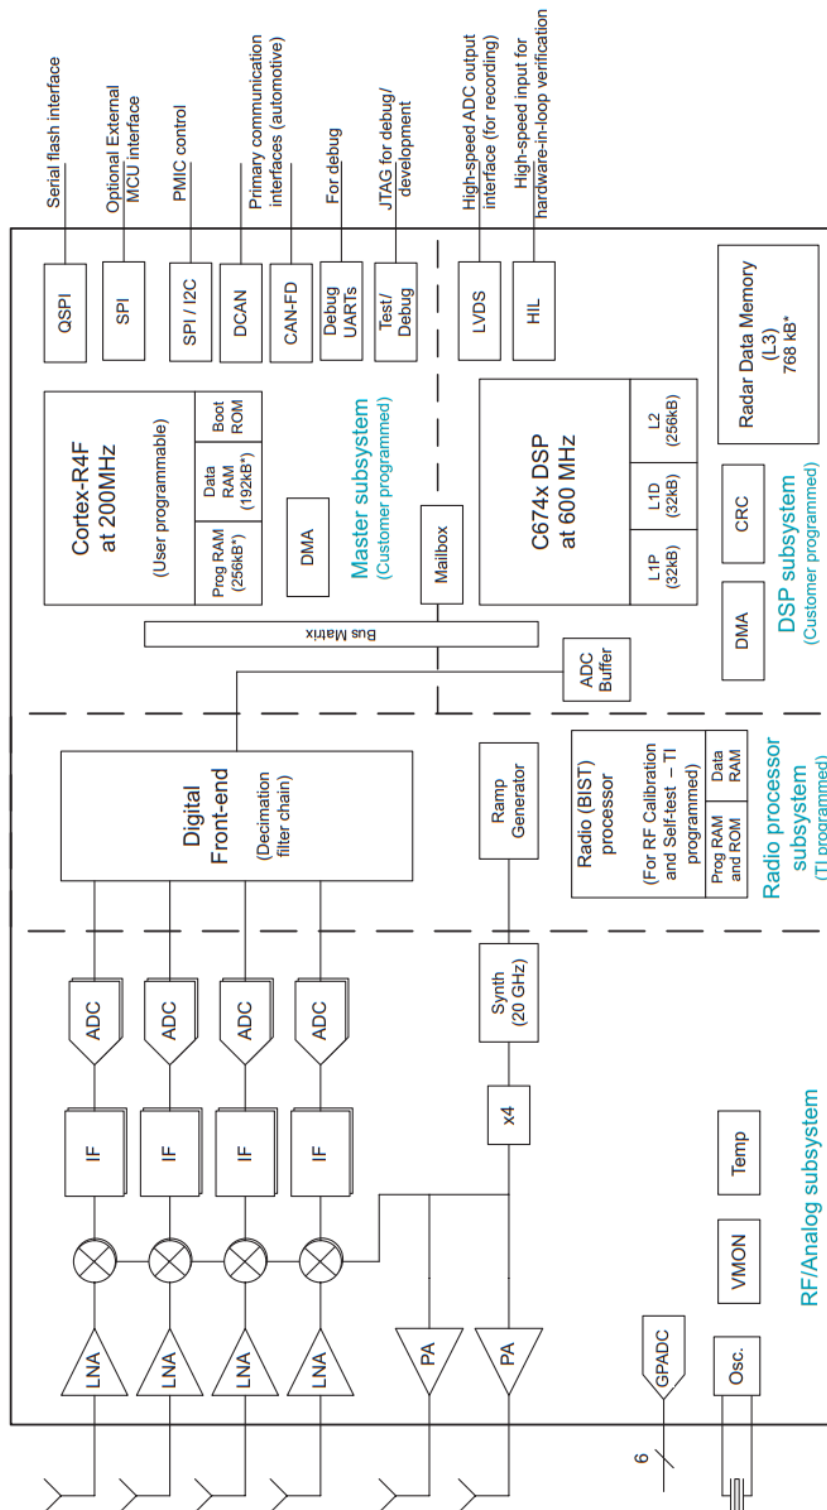 LNA
IF
ADC
LNA
IF
ADC
LNA
IF
ADC
LNA
IF
ADC
Digital
Front-end
(Decimation
filter chain)
PA
PA
x4
Synth
(20 GHz)
Ramp
Generator
6
GPADC
Osc.
VMON
Temp
RF/Analog subsystem
Radio (BIST)
processor
(For RF Calibration
and Self-test – TI
programmed)
Prog RAM
and ROM
Data
RAM
Radio processor
subsystem
(TI programmed)
ADC
Buffer
Bus Matrix
Cortex-R4F
at 200MHz
(User programmable)
Prog RAM
(256kB*)
Data
RAM
(192kB*)
Boot
ROM
DMA
Master subsystem
(Customer programmed)
Mailbox
QSPI
Serial flash interface
SPI
Optional External
MCU interface
SPI / I2C
PMIC control
DCAN
Primary communication
interfaces (automotive)
CAN-FD
Debug
UARTs
For debug
Test/
Debug
JTAG for debug/
development
LVDS
High-speed ADC output
interface (for recording)
HIL
High-speed input for
hardware-in-loop verification
C674x DSP
at 600 MHz
L1P
(32kB)
L1D
(32kB)
L2
(256kB)
DMA
CRC
Radar Data Memory
(L3)
768 kB*
DSP subsystem
(Customer programmed)